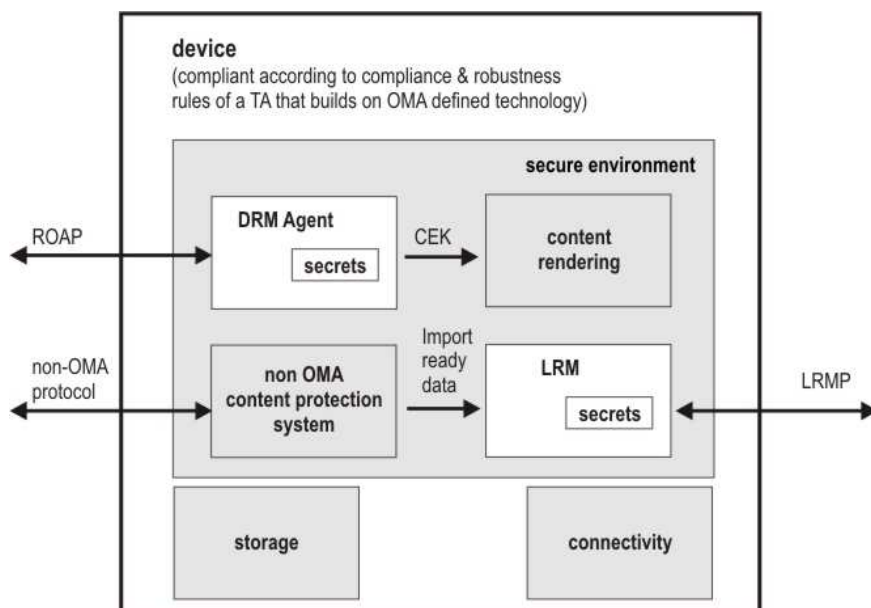 device
(compliant according to compliance & robustness
rules of a TA that builds on OMA defined technology)
secure environment
ROAP
DRM Agent
secrets
CEK
content
rendering
non-OMA
protocol
non OMA
content protection
system
Import
ready
data
LRM
secrets
LRMP
storage
connectivity